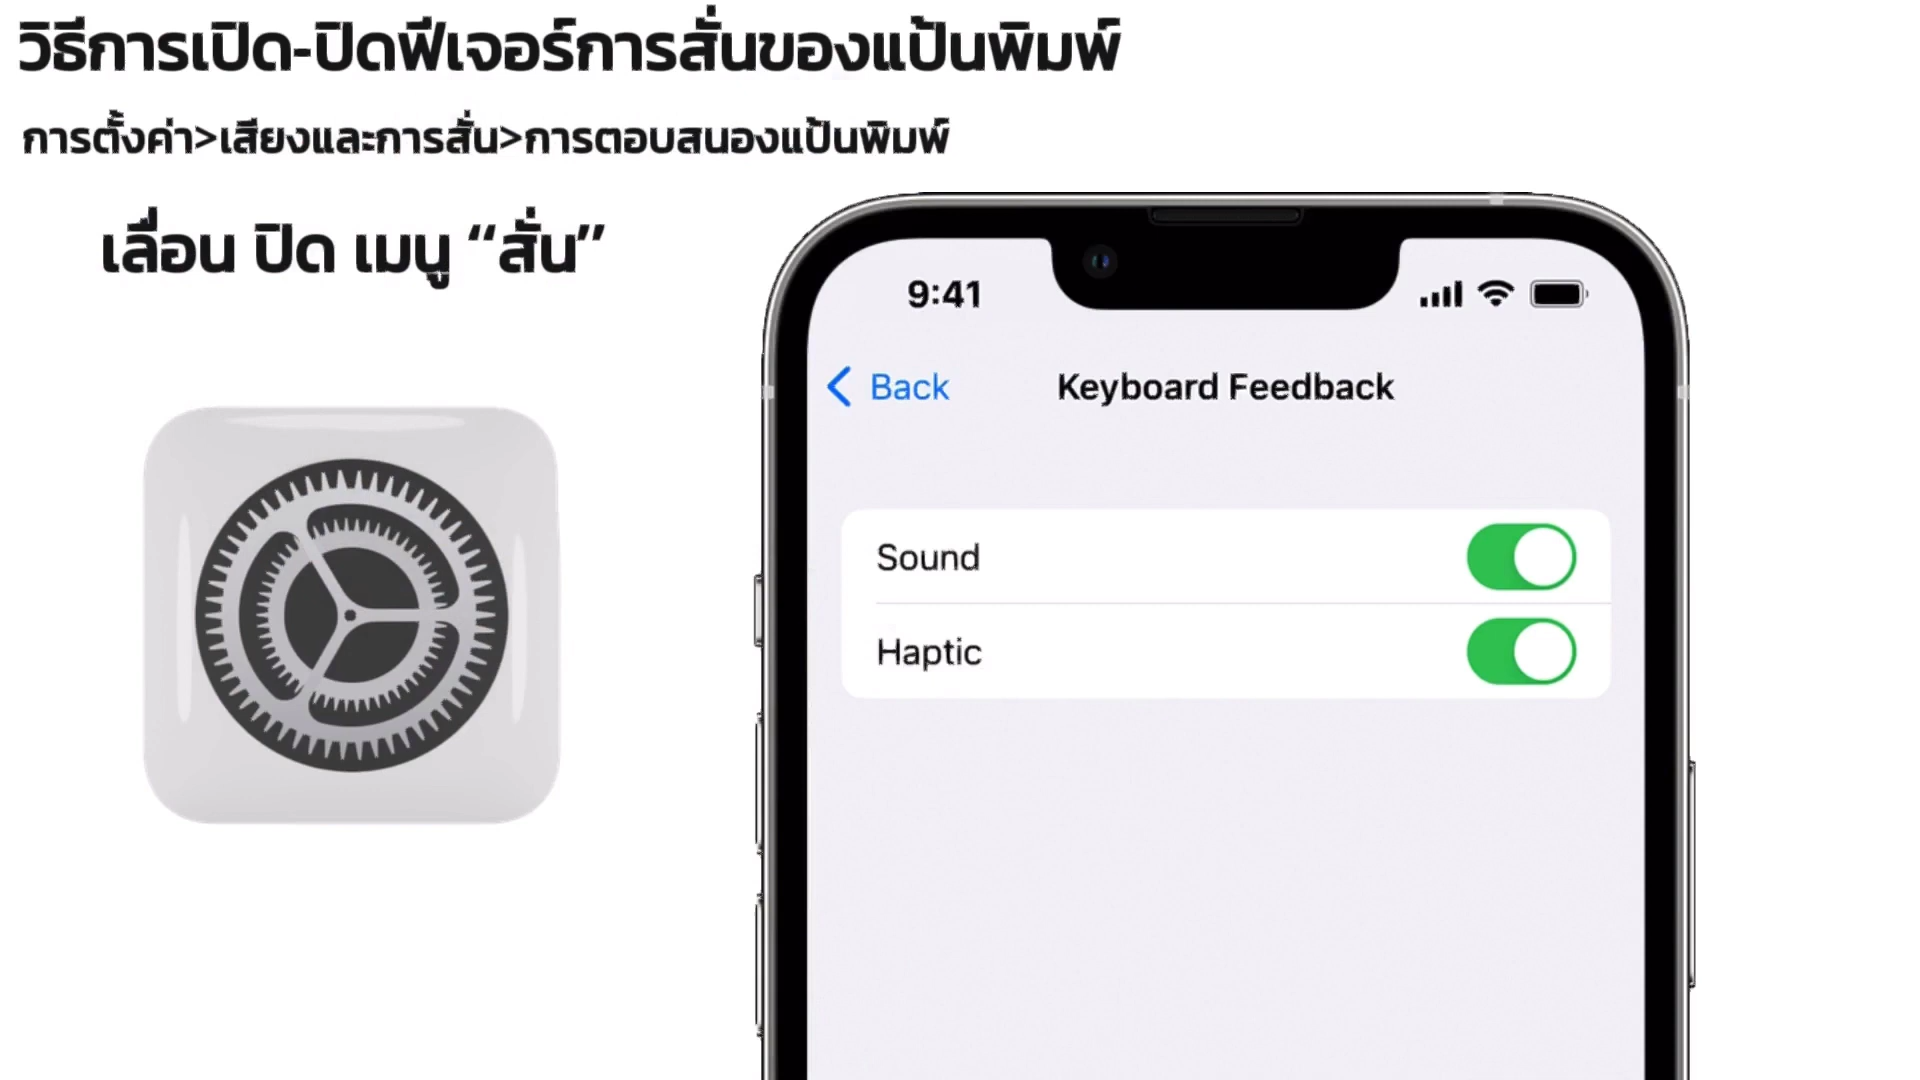 วิธีการเปิด-ปิดฟีเจอร์การสั่นของแป้นพิมพ์
การตั้งค่า>เสียงและการสั่น>การตอบสนองแป้นพิมพ์
เลื่อน ปิด เมนู “สั่น”
9:41
Back Keyboard Feedback
Sound
Haptic